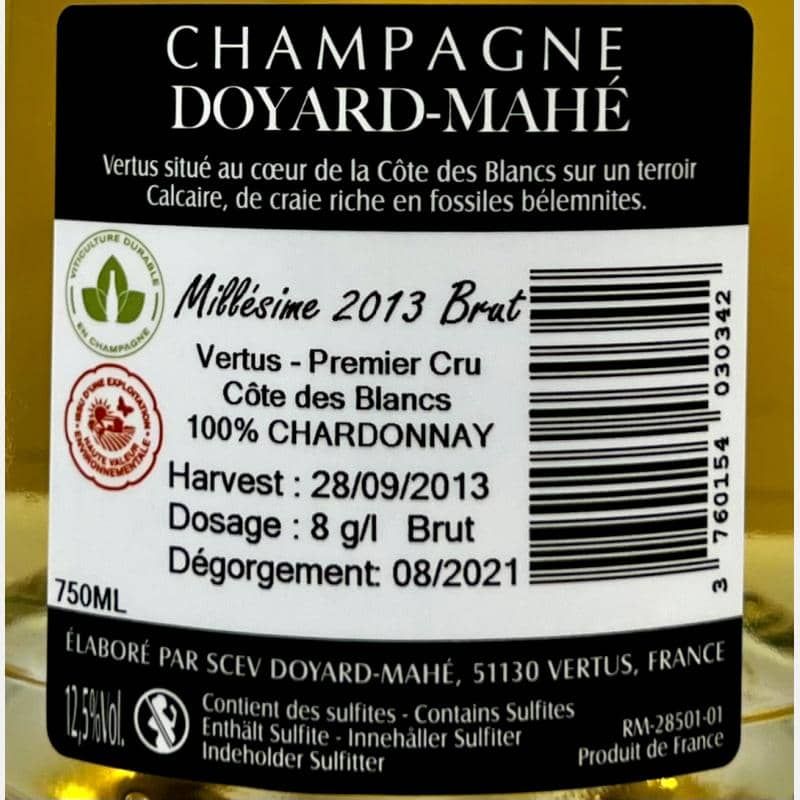 CHAMPAGNE
DOYARD-MAHÉ
Vertus situé au cœur de la Côte des Blancs sur un terroir
Calcaire, de craie riche en fossiles bélemnites.
VITICULTURE DURABLE
EN CHAMPAGNE
Millésime 2013 Brut
Vertus - Premier Cru
Côte des Blancs
100% CHARDONNAY
ISSU D'UNE EXPLOITATION
HAUTE VALEUR
ENVIRONNEMENTALE
Harvest : 28/09/2013
Dosage : 8 g/l Brut
Dégorgement: 08/2021
3 760154 030342
750ML
ÉLABORÉ PAR SCEV DOYARD-MAHÉ, 51130 VERTUS, FRANCE
12,5%Vol.
Contient des sulfites - Contains Sulfites
Enthält Sulfite - Innehåller Sulfiter
Indeholder Sulfitter
RM-28501-01
Produit de France